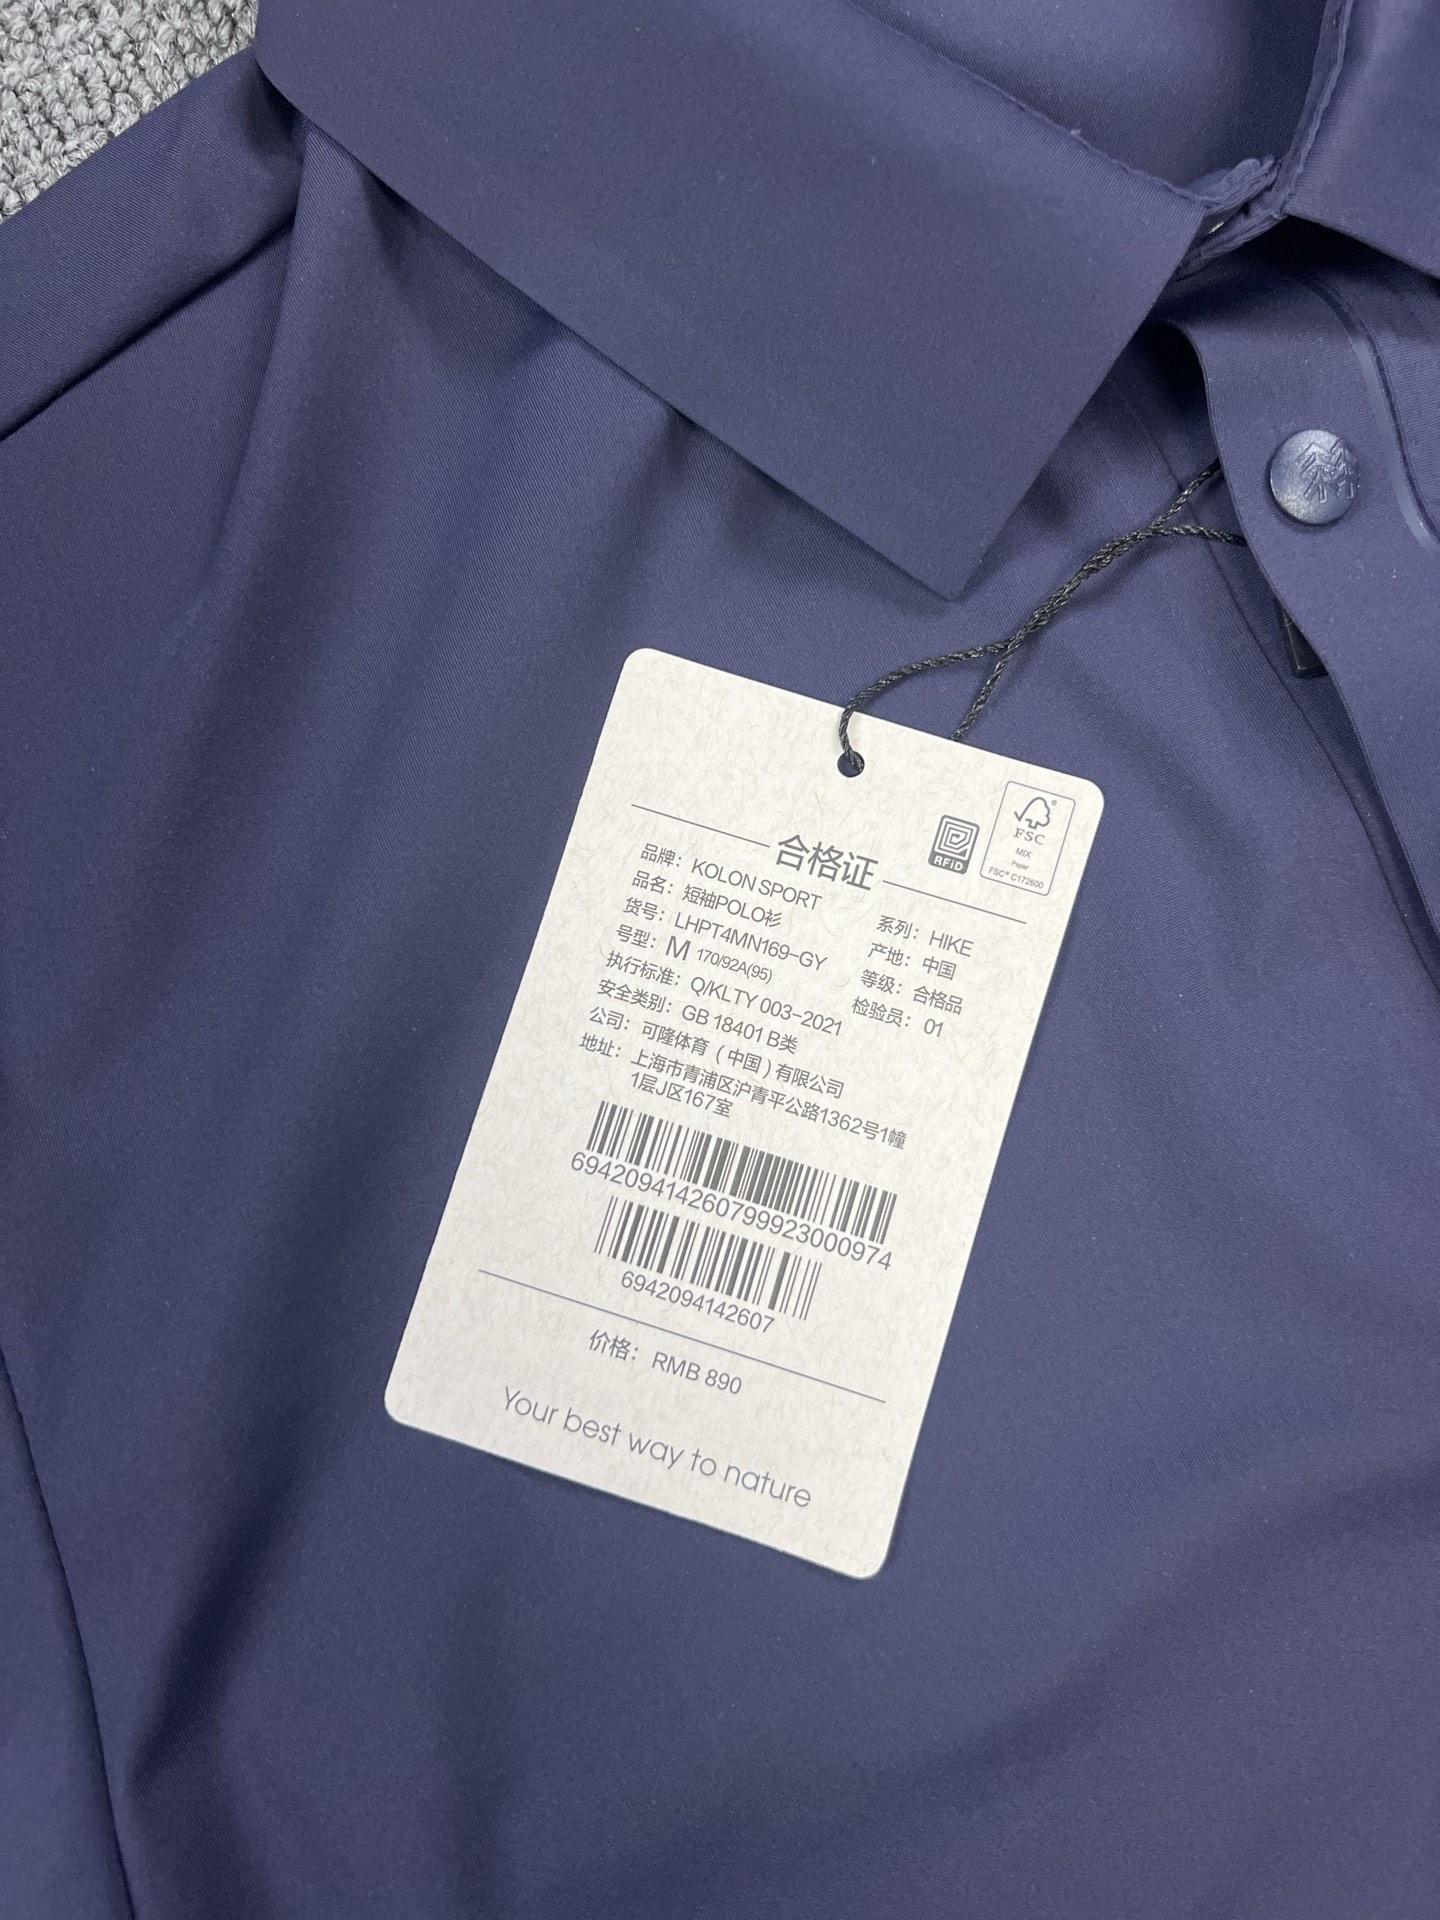 合格证
RFID
FSC®
MIX
Paper
FSC® C172600
品牌：KOLON SPORT
系列：HIKE
品名：短袖POLO衫
产地：中国
货号：LHPT4MN169-GY
等级：合格品
号型：M 170/92A(95)
检验员：01
执行标准：Q/KLTY 003-2021
安全类别：GB 18401 B类
公司：可隆体育（中国）有限公司
地址：上海市青浦区沪青平公路1362号1幢
1层J区167室
694209414260799923000974
6942094142607
价格：RMB 890
Your best way to nature